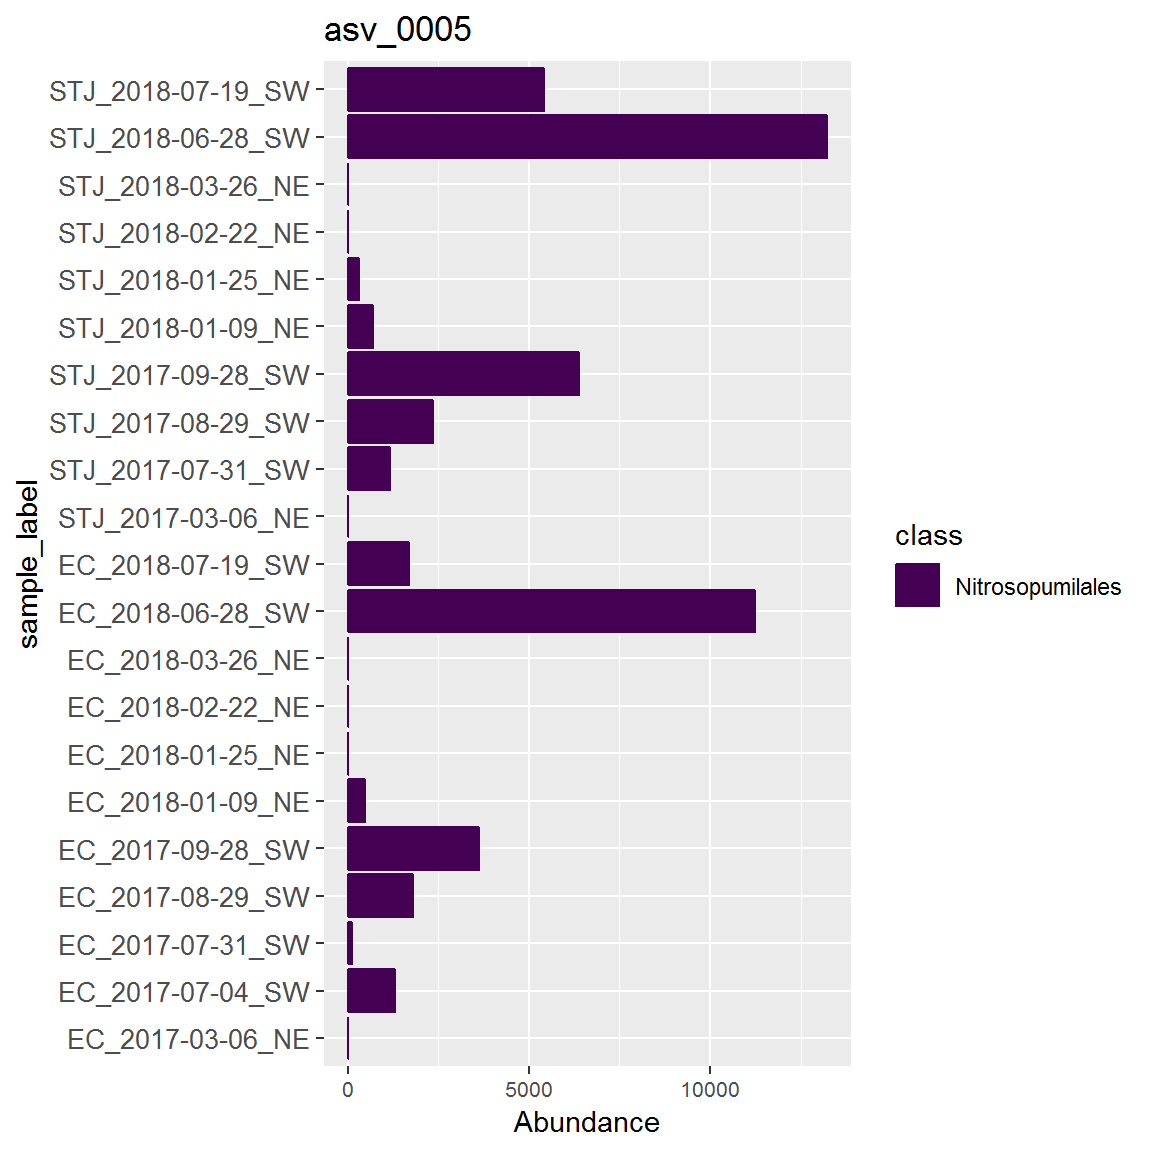 asv_0005
STJ_2018-07-19_SW
STJ_2018-06-28_SW
STJ_2018-03-26_NE
STJ_2018-02-22_NE
STJ_2018-01-25_NE
STJ_2018-01-09_NE
STJ_2017-09-28_SW
STJ_2017-08-29_SW
STJ_2017-07-31_SW
STJ_2017-03-06_NE
EC_2018-07-19_SW
EC_2018-06-28_SW
EC_2018-03-26_NE
EC_2018-02-22_NE
EC_2018-01-25_NE
EC_2018-01-09_NE
EC_2017-09-28_SW
EC_2017-08-29_SW
EC_2017-07-31_SW
EC_2017-07-04_SW
EC_2017-03-06_NE
sample_label
0 5000 10000
Abundance
class
Nitrosopumilales